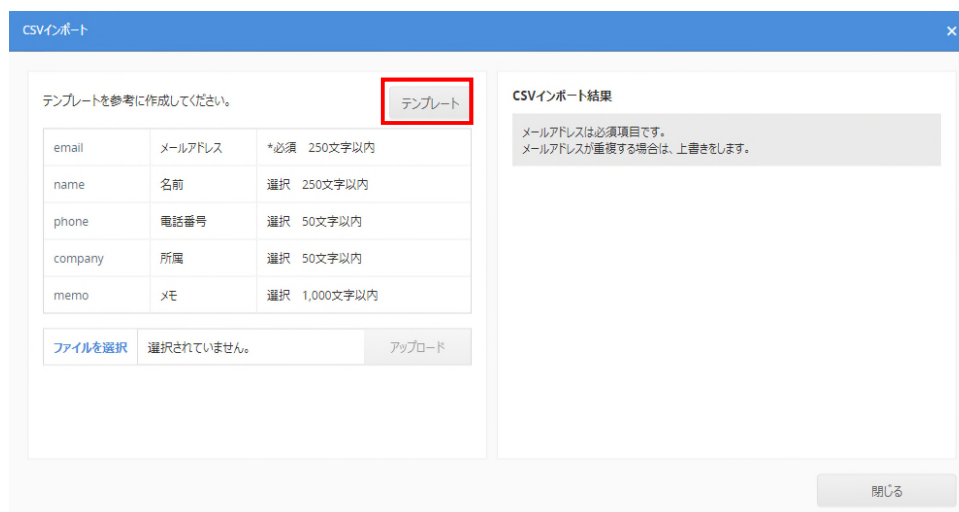 CSVインポート
×
テンプレートを参考に作成してください。
テンプレート
email メールアドレス *必須 250文字以内
name 名前 選択 250文字以内
phone 電話番号 選択 50文字以内
company 所属 選択 50文字以内
memo メモ 選択 1,000文字以内
ファイルを選択 選択されていません。 アップロード
CSVインポート結果
メールアドレスは必須項目です。
メールアドレスが重複する場合は、上書きをします。
閉じる